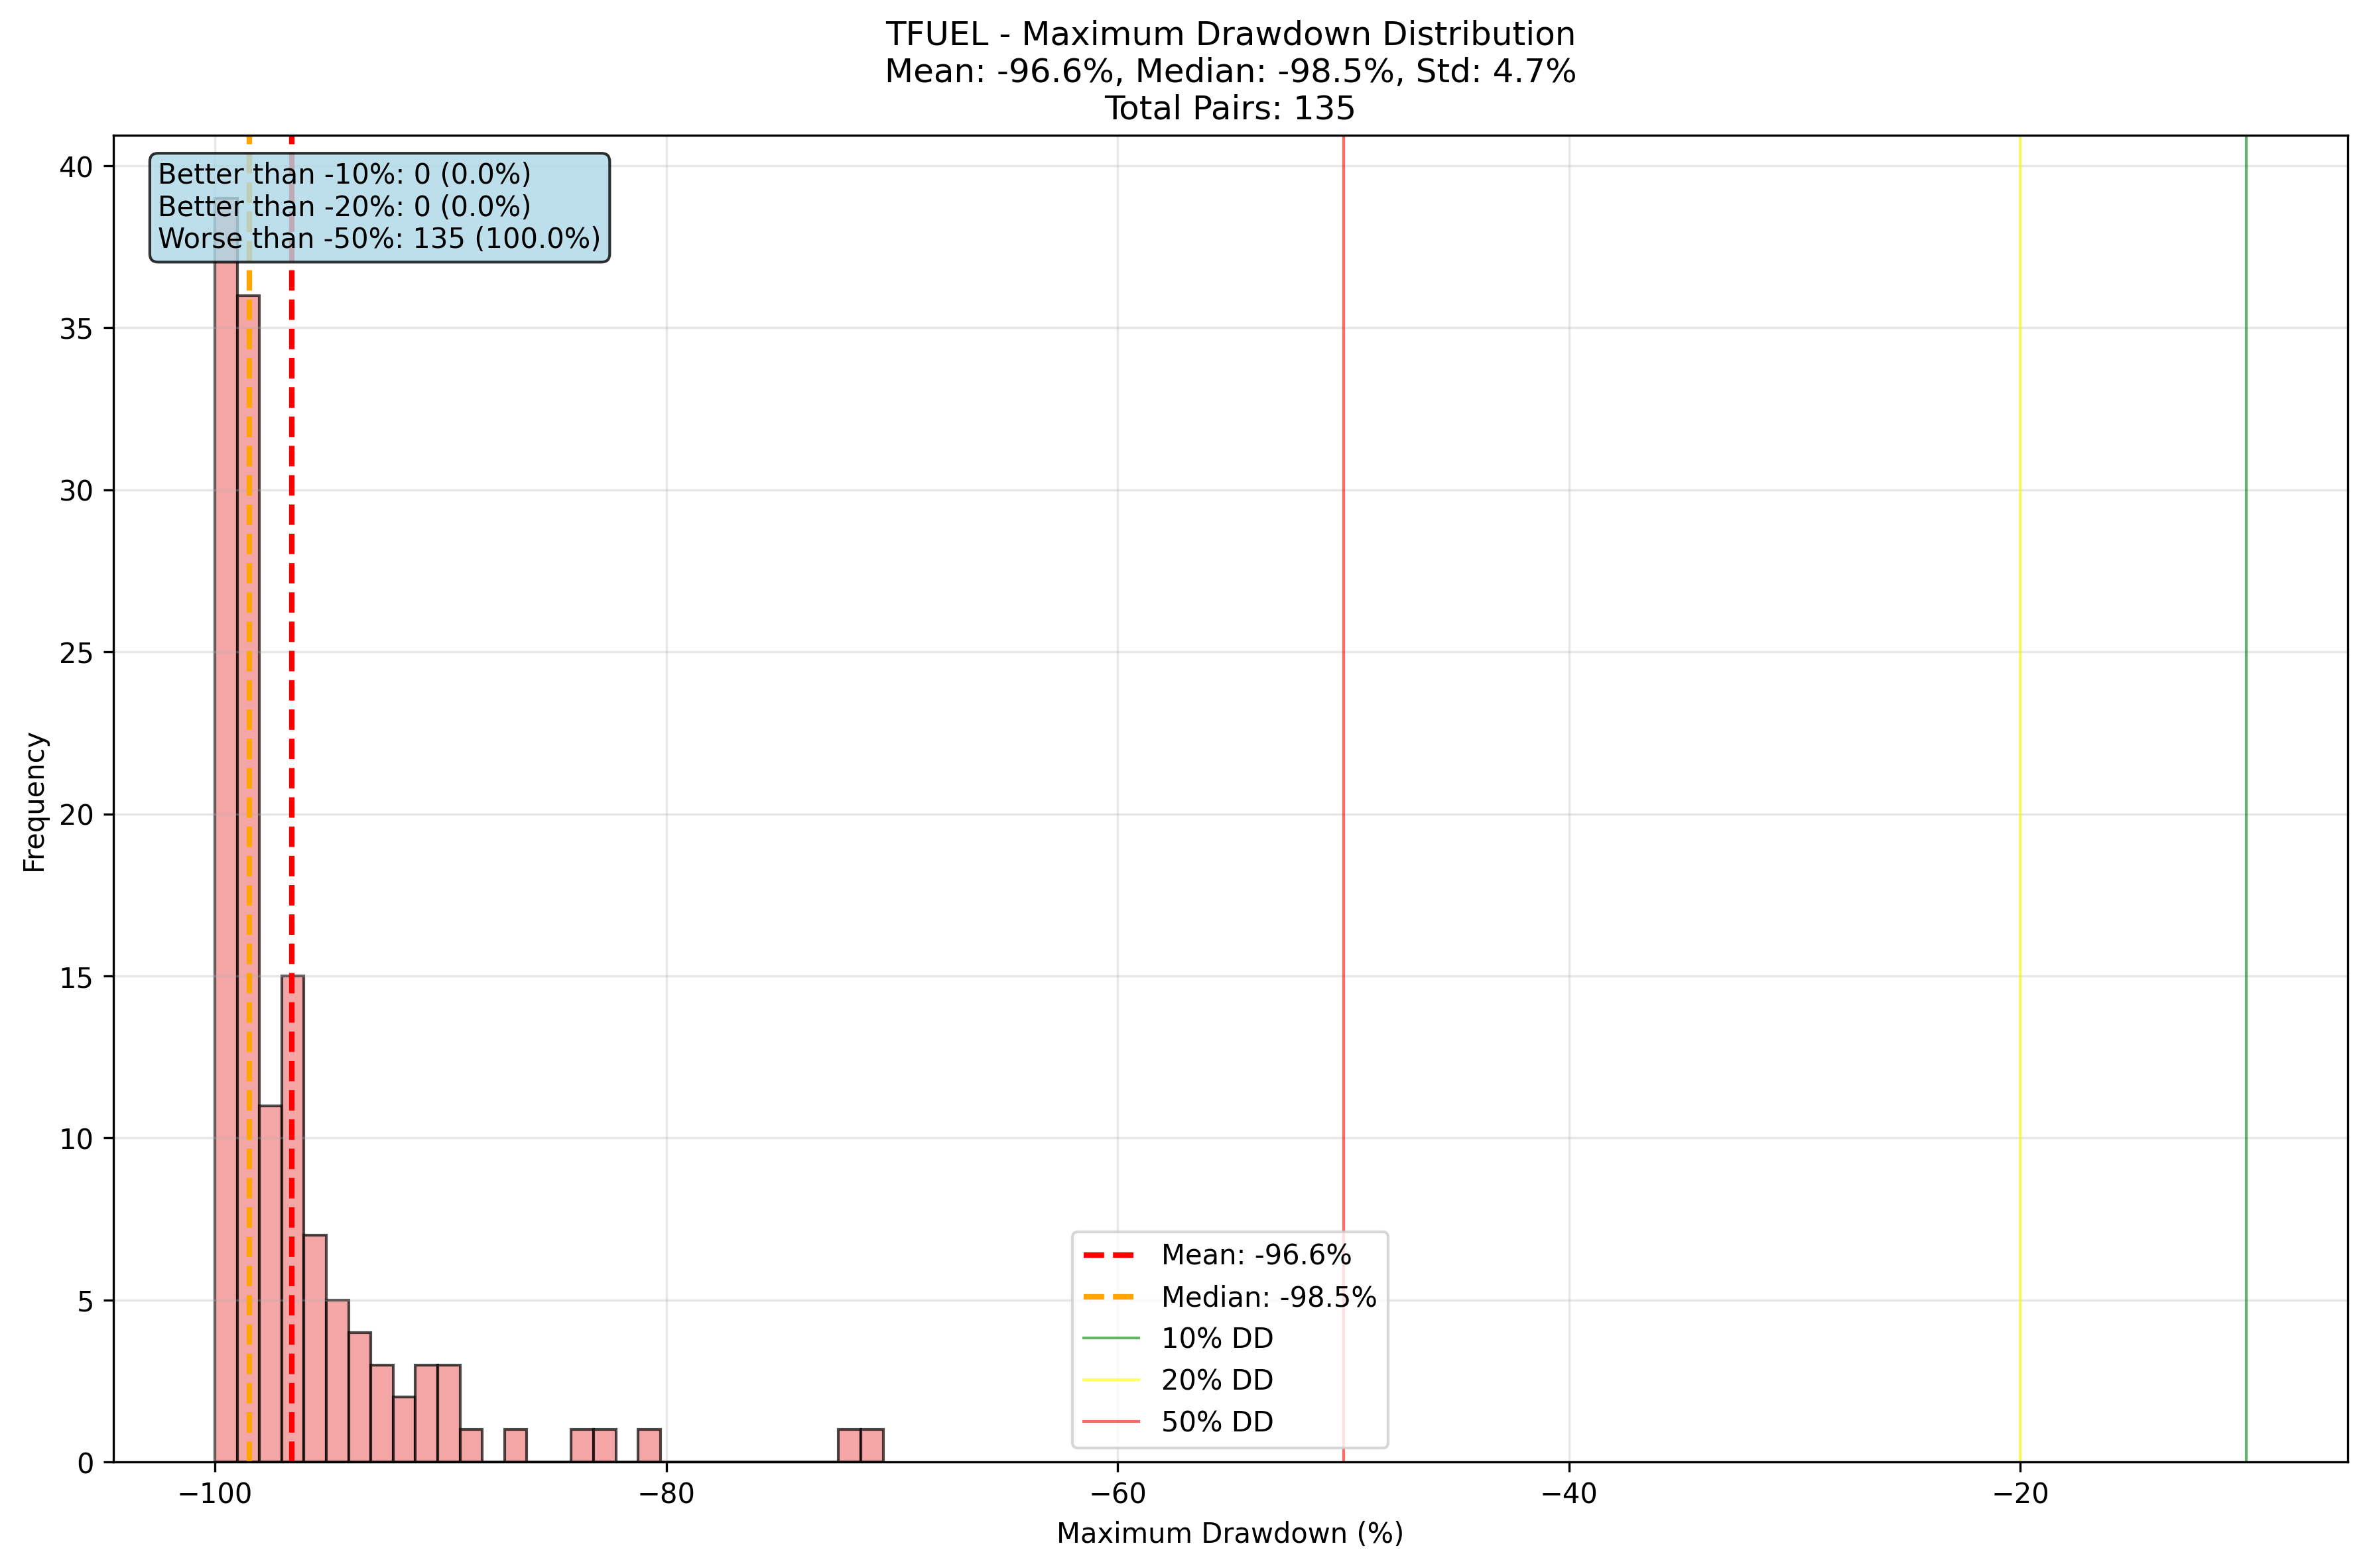 TFUEL - Maximum Drawdown Distribution
Mean: -96.6%, Median: -98.5%, Std: 4.7%
Total Pairs: 135
Better than -10%: 0 (0.0%)
Better than -20%: 0 (0.0%)
Worse than -50%: 135 (100.0%)
40
35
30
25
20
15
10
5
0
Frequency
Mean: -96.6%
Median: -98.5%
10% DD
20% DD
50% DD
−100
−80
−60
−40
−20
Maximum Drawdown (%)